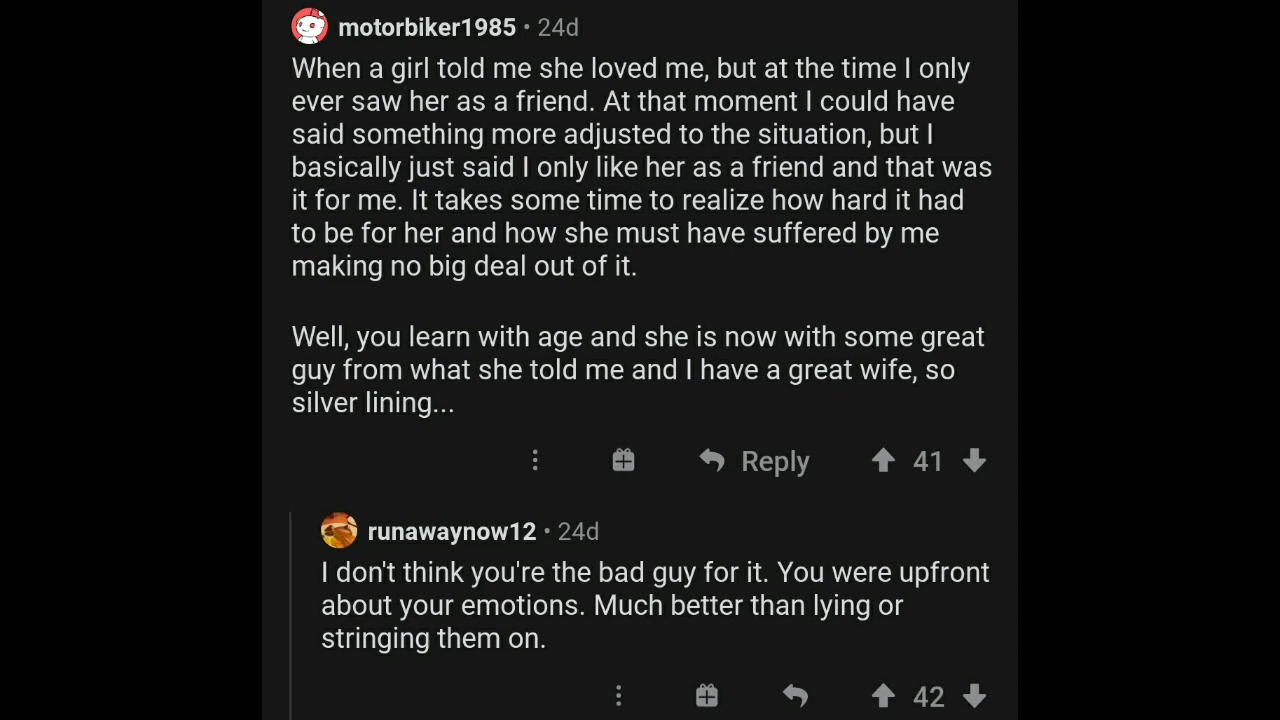 motorbiker1985 • 24d
When a girl told me she loved me, but at the time I only
ever saw her as a friend. At that moment I could have
said something more adjusted to the situation, but I
basically just said I only like her as a friend and that was
it for me. It takes some time to realize how hard it had
to be for her and how she must have suffered by me
making no big deal out of it.
Well, you learn with age and she is now with some great
guy from what she told me and I have a great wife, so
silver lining...
Reply 41
runawaynow12 • 24d
I don't think you're the bad guy for it. You were upfront
about your emotions. Much better than lying or
stringing them on.
42